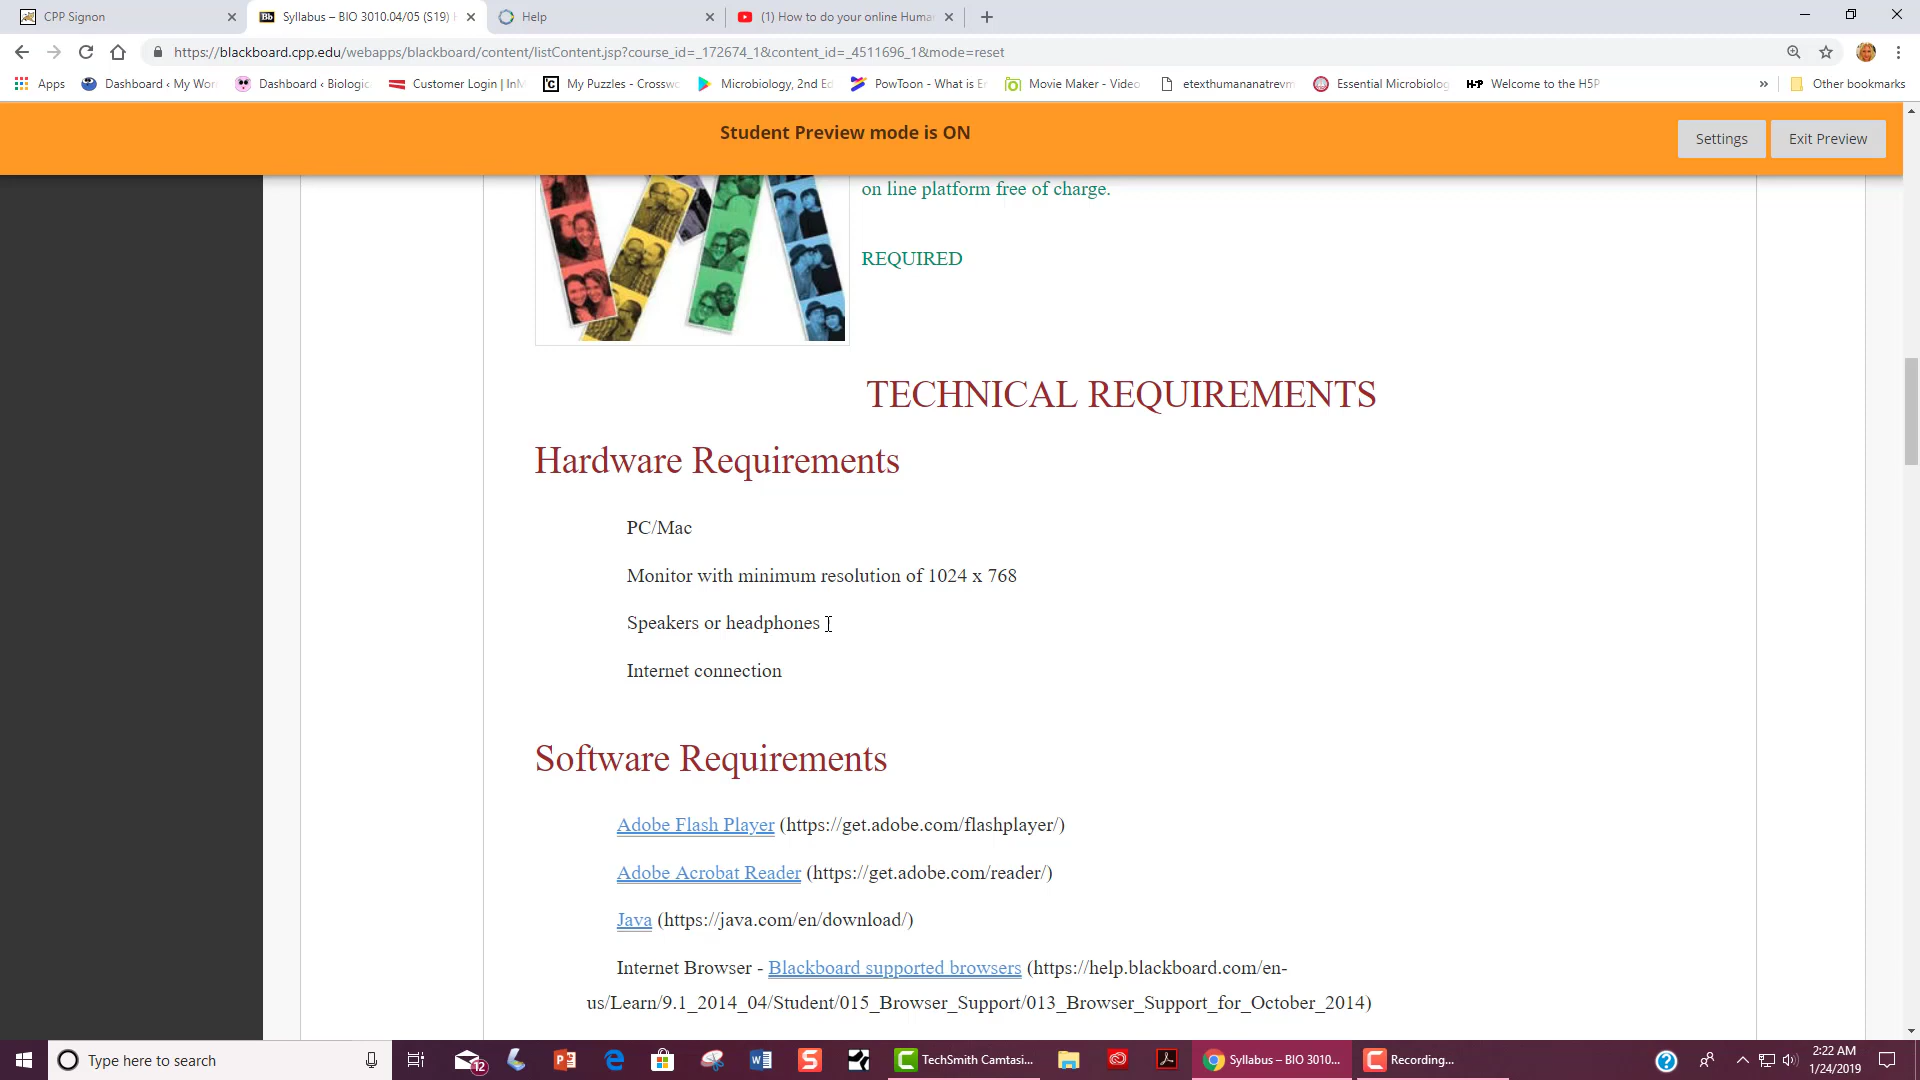 CPP Signon
Syllabus – BIO 3010.04/05 (S19)
Help
(1) How to do your online Huma
https://blackboard.cpp.edu/webapps/blackboard/content/listContent.jsp?course_id=_172674_1&content_id=_4511696_1&mode=reset
Apps
Dashboard ‹ My Wor
Dashboard ‹ Biologic
Customer Login | InM
My Puzzles - Crossw
Microbiology, 2nd Ed
PowToon - What is
Movie Maker - Video
etexthumananatrevm
Essential Microbiolog
H-P Welcome to the H5P
»
Other bookmarks
Student Preview mode is ON
Settings
Exit Preview
on line platform free of charge.
REQUIRED
TECHNICAL REQUIREMENTS
Hardware Requirements
PC/Mac
Monitor with minimum resolution of 1024 x 768
Speakers or headphones
Internet connection
Software Requirements
Adobe Flash Player (https://get.adobe.com/flashplayer/)
Adobe Acrobat Reader (https://get.adobe.com/reader/)
Java (https://java.com/en/download/)
Internet Browser - Blackboard supported browsers (https://help.blackboard.com/en-
us/Learn/9.1_2014_04/Student/015_Browser_Support/013_Browser_Support_for_October_2014)
Type here to search
12
TechSmith Camtasi...
Syllabus – BIO 3010...
Recording...
2:22 AM
1/24/2019